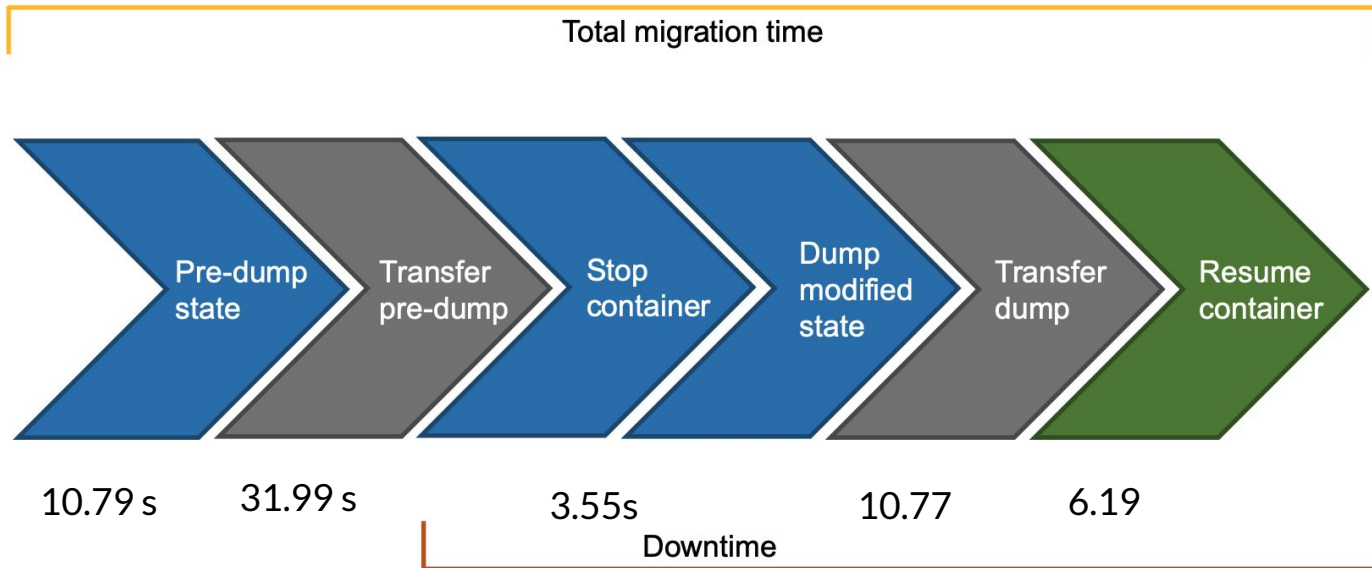 Total migration time
Pre-dump
state
Transfer
pre-dump
Stop
container
Dump
modified
state
Transfer
dump
Resume
container
10.79 s
31.99 s
3.55s
10.77
6.19
Downtime